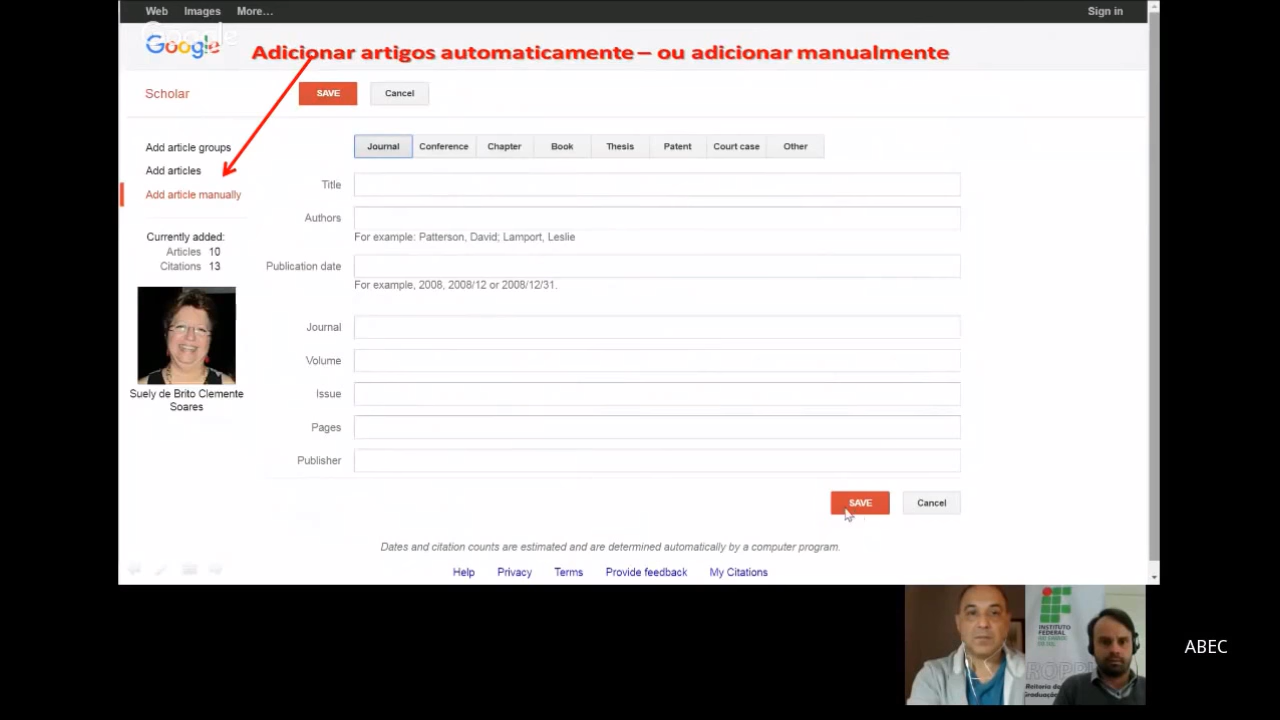 Web Images More... Sign in
Google
Adicionar artigos automaticamente – ou adicionar manualmente
Scholar SAVE Cancel
Add article groups
Add articles
Add article manually
Currently added:
Articles 10
Citations 13
Suely de Brito Clemente
Soares
Journal Conference Chapter Book Thesis Patent Court case Other
Title
Authors
For example: Patterson, David; Lamport, Leslie
Publication date
For example, 2008, 2008/12 or 2008/12/31.
Journal
Volume
Issue
Pages
Publisher
SAVE Cancel
Dates and citation counts are estimated and are determined automatically by a computer program.
Help Privacy Terms Provide feedback My Citations
INSTITUTO
FEDERAL
ABEC